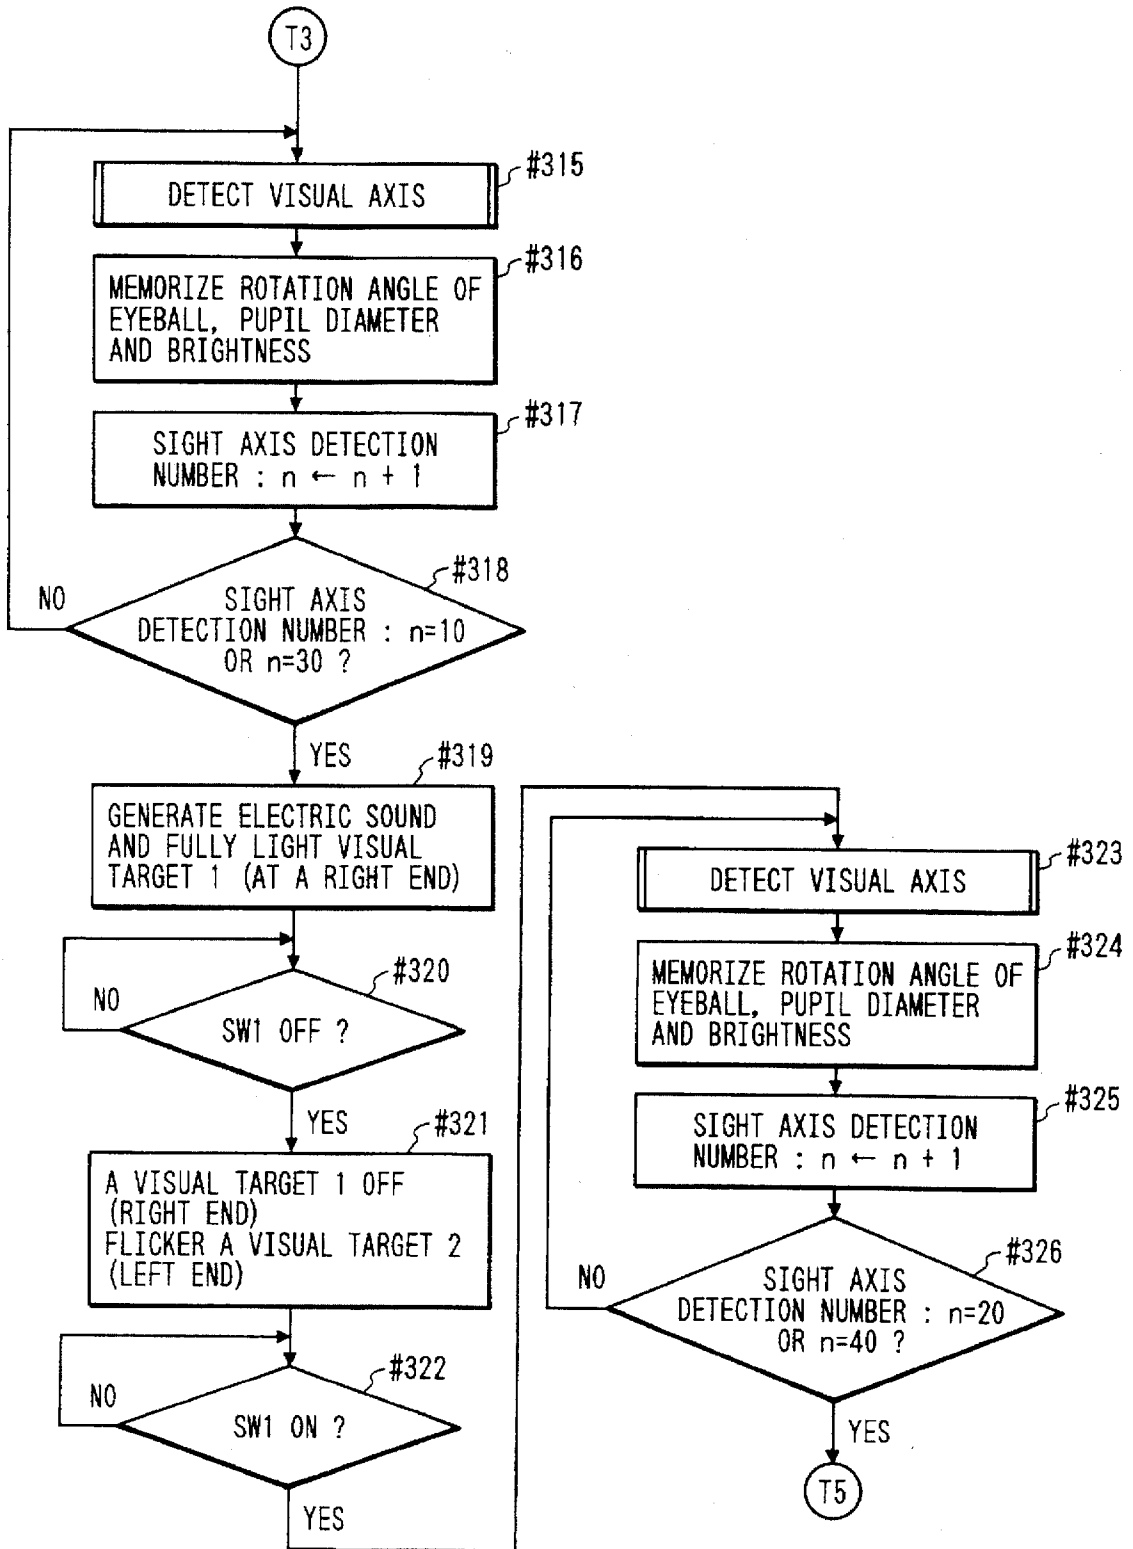 T3
#315
DETECT VISUAL AXIS
#316
MEMORIZE ROTATION ANGLE OF
EYEBALL, PUPIL DIAMETER
AND BRIGHTNESS
#317
SIGHT AXIS DETECTION
NUMBER : n ← n + 1
#318
NO
SIGHT AXIS
DETECTION NUMBER : n=10
OR n=30 ?
YES
#319
GENERATE ELECTRIC SOUND
AND FULLY LIGHT VISUAL
TARGET 1 (AT A RIGHT END)
#320
NO
SW1 OFF ?
YES
#321
A VISUAL TARGET 1 OFF
(RIGHT END)
FLICKER A VISUAL TARGET 2
(LEFT END)
#322
NO
SW1 ON ?
YES
#323
DETECT VISUAL AXIS
#324
MEMORIZE ROTATION ANGLE OF
EYEBALL, PUPIL DIAMETER
AND BRIGHTNESS
#325
SIGHT AXIS DETECTION
NUMBER : n ← n + 1
#326
NO
SIGHT AXIS
DETECTION NUMBER : n=20
OR n=40 ?
YES
T5